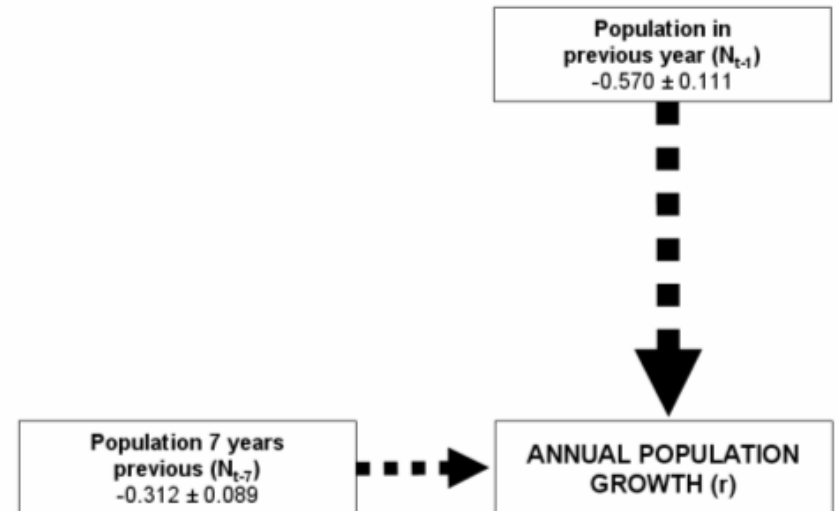 Population in
previous year (Nt-1)
-0.570 ± 0.111
Population 7 years
previous (Nt-7)
-0.312 ± 0.089
ANNUAL POPULATION
GROWTH (r)